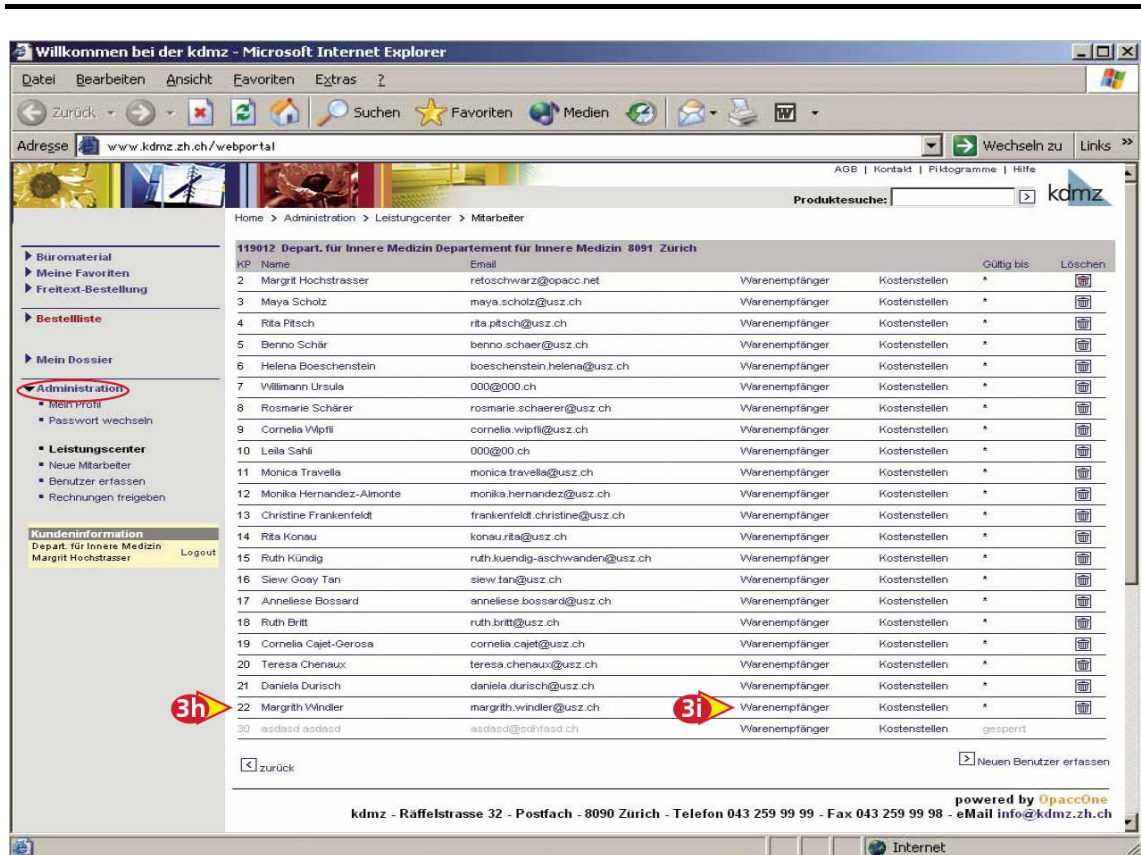 Willkommen bei der kdmz - Microsoft Internet Explorer
Datei Bearbeiten Ansicht Favoriten Extras ?
Zurück Suchen Favoriten Medien
Adresse www.kdmz.zh.ch/webportal Wechseln zu Links »
AGB | Kontakt | Piktogramme | Hilfe
Produktesuche: kdmz
Home > Administration > Leistungcenter > Mitarbeiter
Büromaterial
Meine Favoriten
Freitext-Bestellung
Bestellliste
Mein Dossier
Administration
Mein Profil
Passwort wechseln
Leistungscenter
Neue Mitarbeiter
Benutzer erfassen
Rechnungen freigeben
Kundeninformation
Depart. für Innere Medizin
Margrit Hochstrasser Logout
119012 Depart. für Innere Medizin Departement für Innere Medizin 8091 Zürich
KP Name Email Gültig bis Löschen
2 Margrit Hochstrasser retoschwarz@opacc.net Warenempfänger Kostenstellen *
3 Maya Scholz maya.scholz@usz.ch Warenempfänger Kostenstellen *
4 Rita Pitsch rita.pitsch@usz.ch Warenempfänger Kostenstellen *
5 Benno Schär benno.schaer@usz.ch Warenempfänger Kostenstellen *
6 Helena Boeschenstein boeschenstein.helena@usz.ch Warenempfänger Kostenstellen *
7 Willimann Ursula 000@000.ch Warenempfänger Kostenstellen *
8 Rosmarie Schärer rosmarie.schaerer@usz.ch Warenempfänger Kostenstellen *
9 Cornelia Wipfli cornelia.wipfli@usz.ch Warenempfänger Kostenstellen *
10 Leila Sahli 000@00.ch Warenempfänger Kostenstellen *
11 Monica Travella monica.travella@usz.ch Warenempfänger Kostenstellen *
12 Monika Hernandez-Almonte monika.hernandez@usz.ch Warenempfänger Kostenstellen *
13 Christine Frankenfeldt frankenfeldt.christine@usz.ch Warenempfänger Kostenstellen *
14 Rita Konau konau.rita@usz.ch Warenempfänger Kostenstellen *
15 Ruth Kündig ruth.kuendig-aschwanden@usz.ch Warenempfänger Kostenstellen *
16 Siew Goay Tan siew.tan@usz.ch Warenempfänger Kostenstellen *
17 Anneliese Bossard anneliese.bossard@usz.ch Warenempfänger Kostenstellen *
18 Ruth Britt ruth.britt@usz.ch Warenempfänger Kostenstellen *
19 Cornelia Cajet-Gerosa cornelia.cajet@usz.ch Warenempfänger Kostenstellen *
20 Teresa Chenaux teresa.chenaux@usz.ch Warenempfänger Kostenstellen *
21 Daniela Durisch daniela.durisch@usz.ch Warenempfänger Kostenstellen *
3h 22 Margrith Windler margrith.windler@usz.ch 3i Warenempfänger Kostenstellen *
30 asdasd asdasd asdasd@sdhfasd.ch Warenempfänger Kostenstellen gesperrt
zurück Neuen Benutzer erfassen
powered by OpaccOne
kdmz - Räffelstrasse 32 - Postfach - 8090 Zürich - Telefon 043 259 99 99 - Fax 043 259 99 98 - eMail info@kdmz.zh.ch
Internet